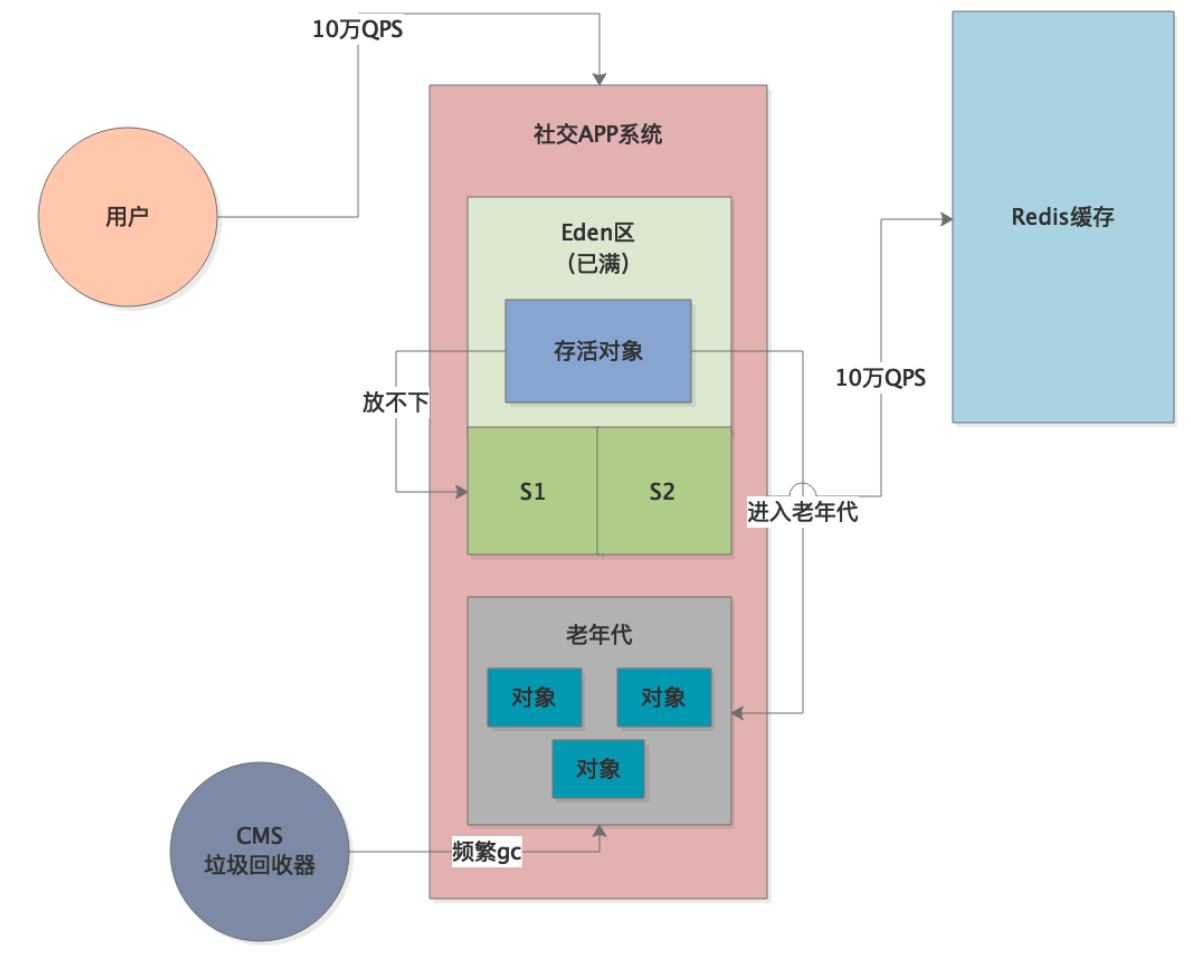 10万QPS
社交APP系统
用户
Redis缓存
Eden区
（已满）
存活对象
10万QPS
放不下
S1
S2
进入老年代
老年代
对象
对象
对象
CMS
垃圾回收器
频繁gc